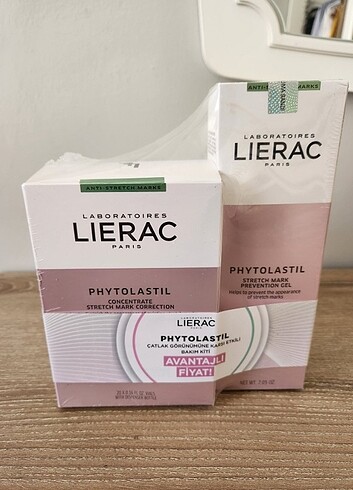 ANTI-STRETCH MARKS
LABORATOIRES
LIERAC
PARIS
PHYTOLASTIL
CONCENTRATE
STRETCH MARK CORRECTION
MARKS
LABORATOIRES
LIERAC
PARIS
PHYTOLASTIL
STRETCH MARK
PREVENTION GEL
Helps to prevent the appearance
of stretch marks
LABORATOIRES
LIERAC
PARIS
PHYTOLASTIL
ÇATLAK GÖRÜNÜMÜNE KARŞI ETKİLİ
BAKIM KİTİ
AVANTAJLI
FİYAT!